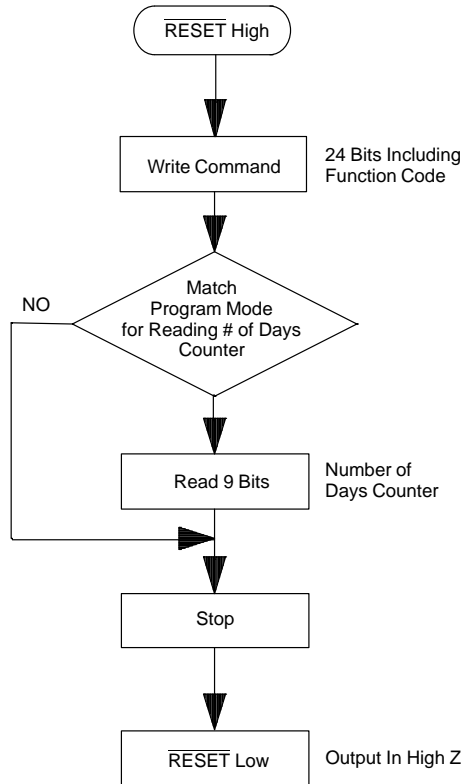 RESET High
Write Command
24 Bits Including
Function Code
Match
Program Mode
for Reading # of Days
Counter
NO
Read 9 Bits
Number of
Days Counter
Stop
RESET Low
Output In High Z